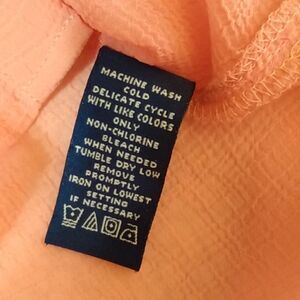 MACHINE WASH
COLD
DELICATE CYCLE
WITH LIKE COLORS
ONLY
NON-CHLORINE
BLEACH
WHEN NEEDED
TUMBLE DRY LOW
REMOVE
PROMPTLY
IRON ON LOWEST
SETTING
IF NECESSARY